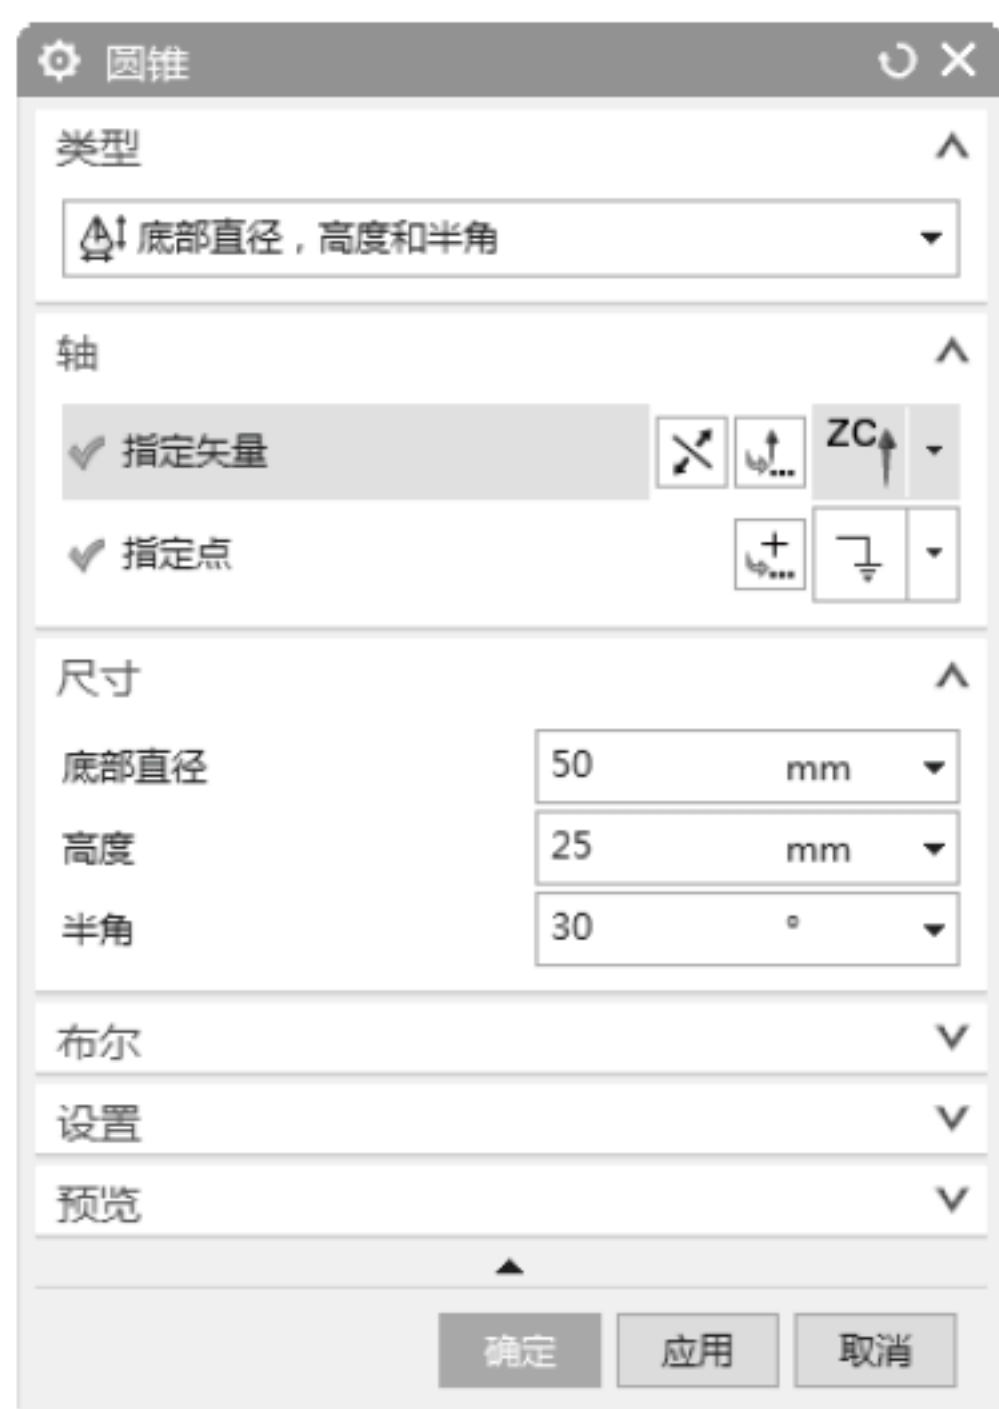 圆锥
类型
底部直径，高度和半角
轴
指定矢量 ZC
指定点
尺寸
底部直径 50 mm
高度 25 mm
半角 30 °
布尔
设置
预览
确定 应用 取消